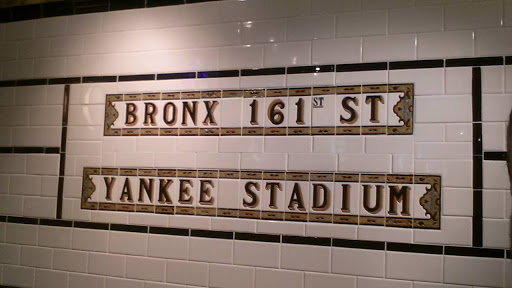 BRONX 161ST ST
YANKEE STADIUM